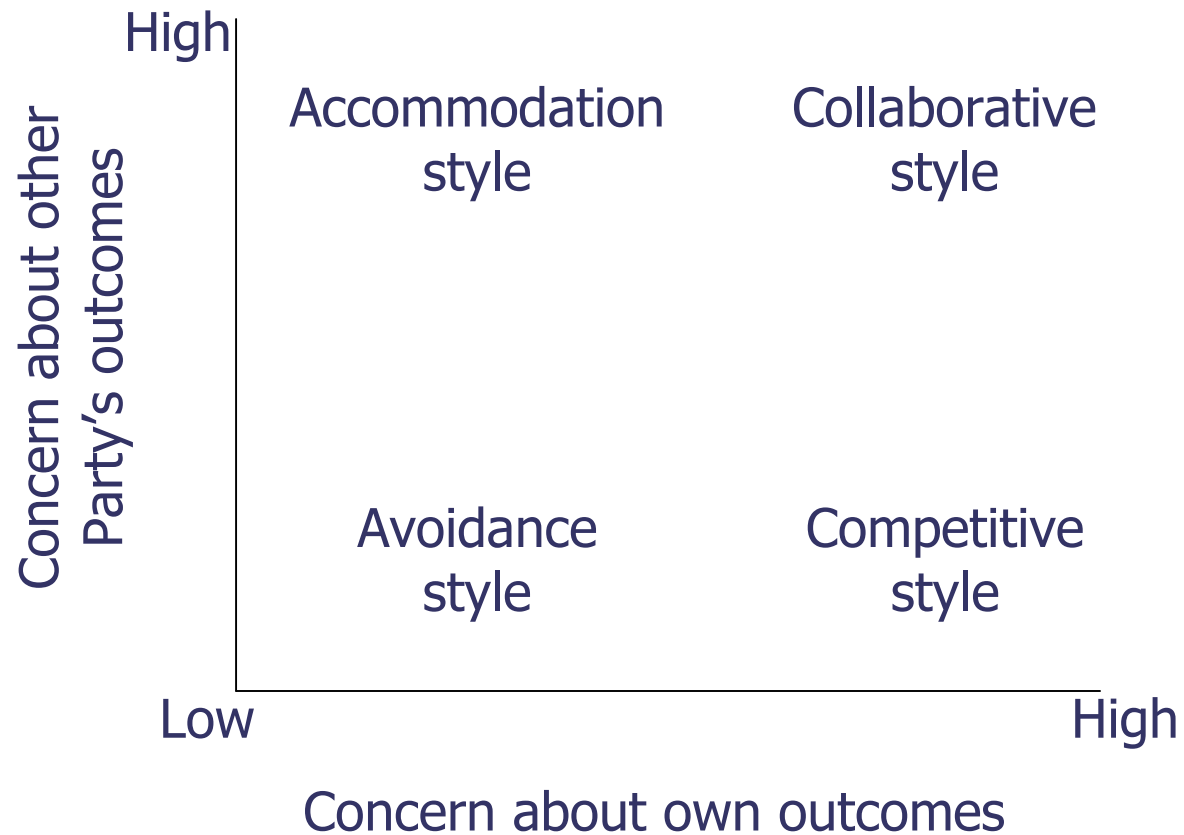 High
Concern about other
Party’s outcomes
Accommodation
style
Collaborative
style
Avoidance
style
Competitive
style
Low
High
Concern about own outcomes